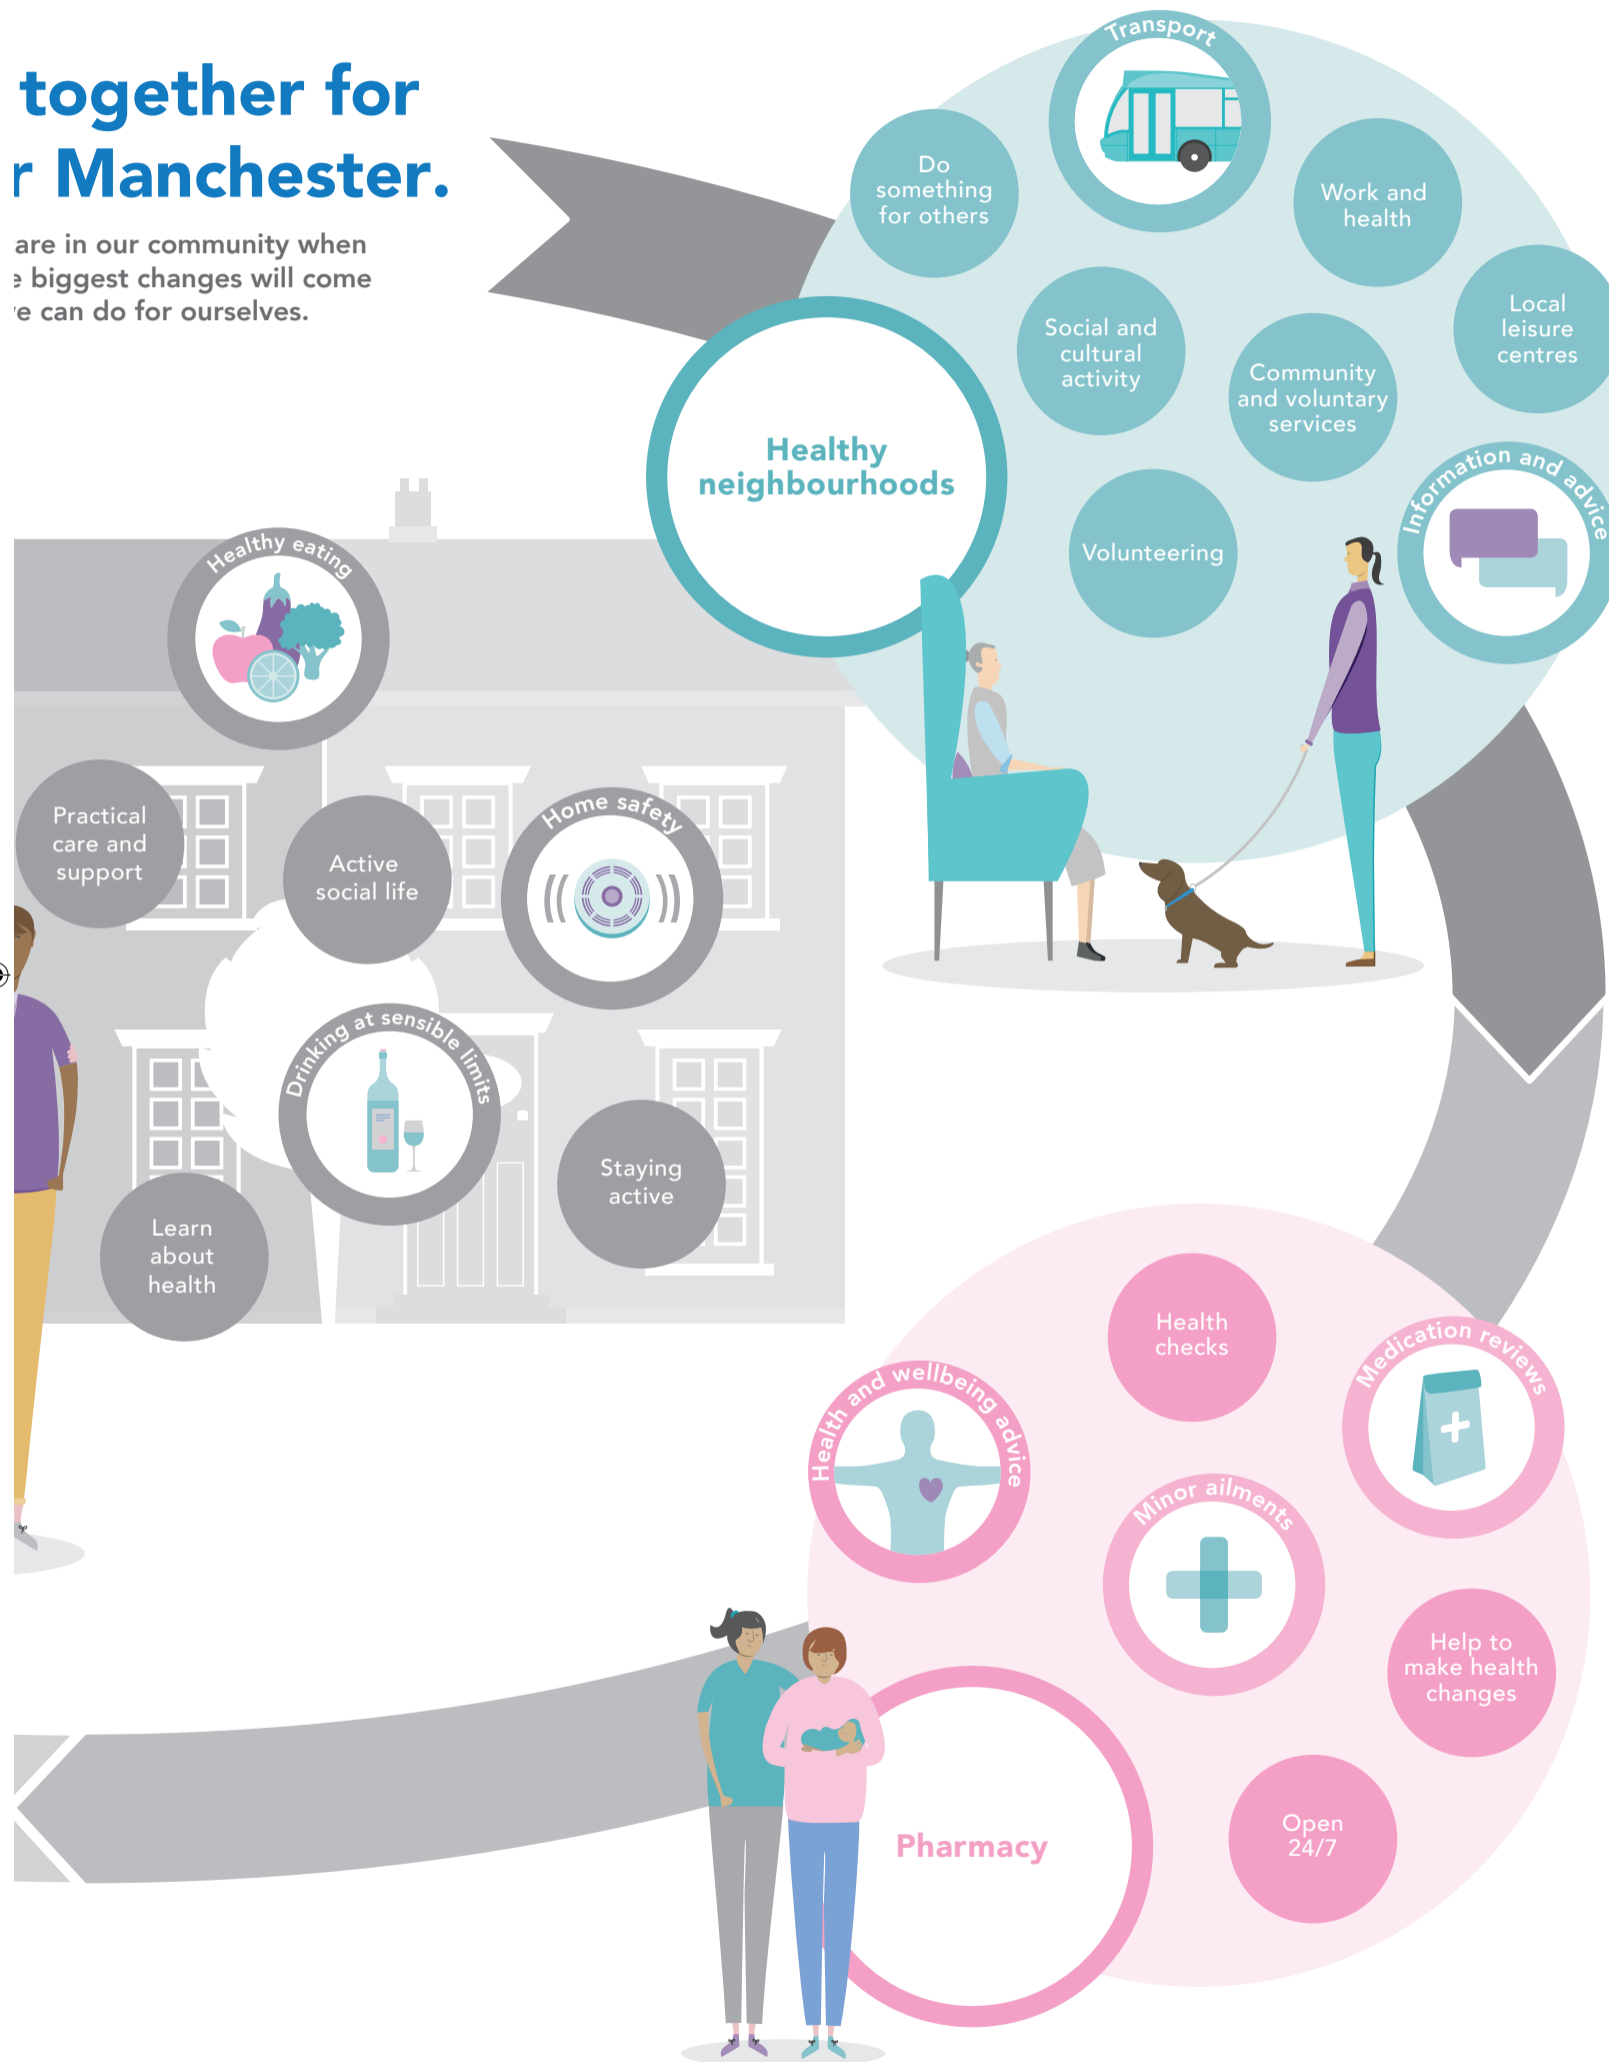 together for
r Manchester.
are in our community when
e biggest changes will come
e can do for ourselves.
Transport
Do
something
for others
Work and
health
Local
leisure
centres
Social and
cultural
activity
Community
and voluntary
services
Information and advice
Volunteering
Healthy
neighbourhoods
Healthy eating
Practical
care and
support
Active
social life
Home safety
Drinking at sensible limits
Staying
active
Learn
about
health
Health
checks
Medication reviews
Health and wellbeing advice
Minor ailments
Help to
make health
changes
Open
24/7
Pharmacy